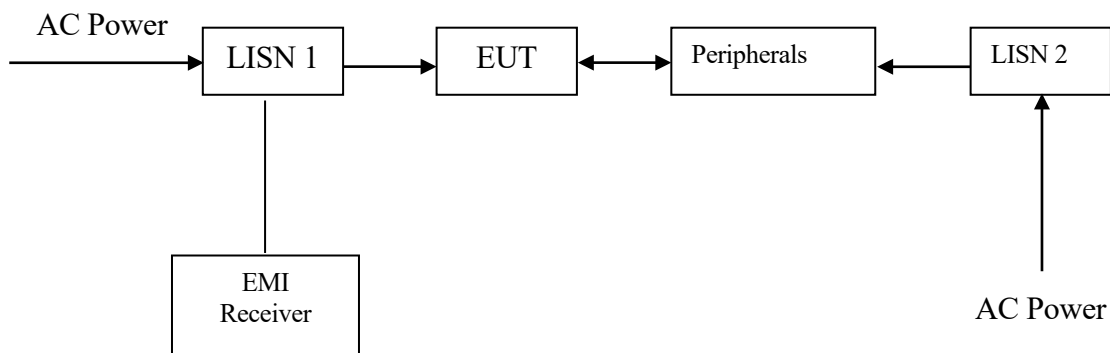 AC Power
LISN 1
EUT
Peripherals
LISN 2
EMI
Receiver
AC Power